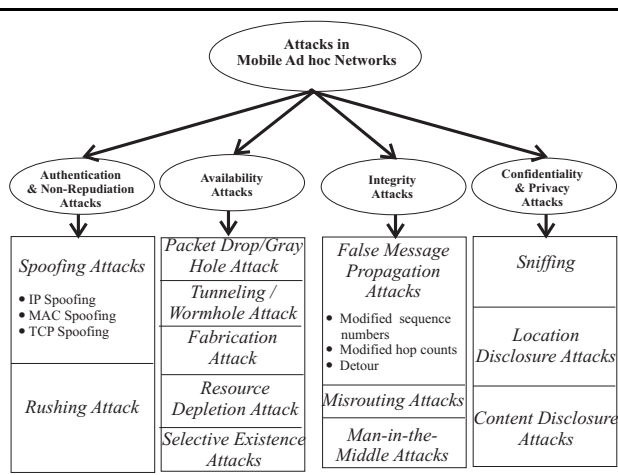 Attacks in
Mobile Ad hoc Networks
Authentication
& Non-Repudiation
Attacks
Availability
Attacks
Integrity
Attacks
Confidentiality
& Privacy
Attacks
Spoofing Attacks
• IP Spoofing
• MAC Spoofing
• TCP Spoofing
Rushing Attack
Packet Drop/Gray
Hole Attack
Tunneling /
Wormhole Attack
Fabrication
Attack
Resource
Depletion Attack
Selective Existence
Attacks
False Message
Propagation
Attacks
• Modified sequence
numbers
• Modified hop counts
• Detour
Misrouting Attacks
Man-in-the-
Middle Attacks
Sniffing
Location
Disclosure Attacks
Content Disclosure
Attacks